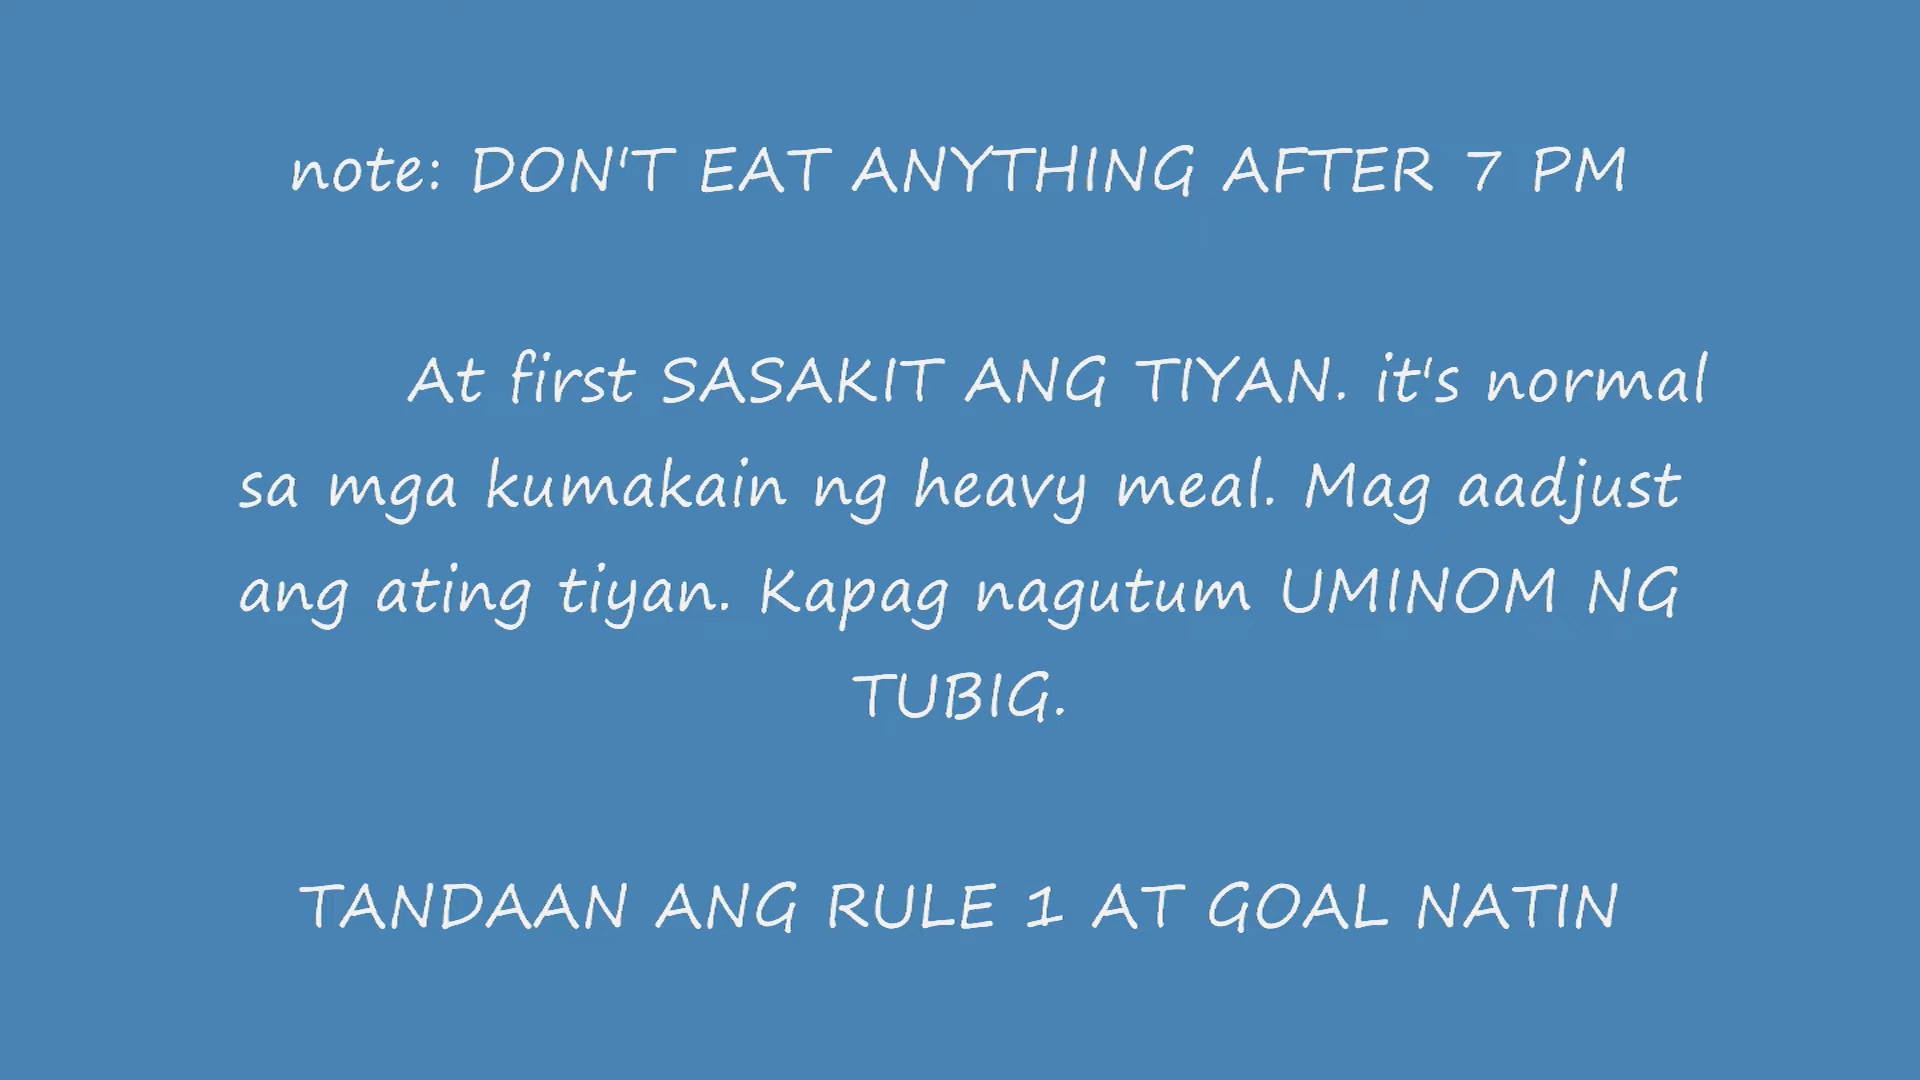 note: DON'T EAT ANYTHING AFTER 7 PM
At first SASAKIT ANG TIYAN. it's normal
sa mga kumakain ng heavy meal. Mag aadjust
ang ating tiyan. Kapag nagutum UMINOM NG
TUBIG.
TANDAAN ANG RULE 1 AT GOAL NATIN